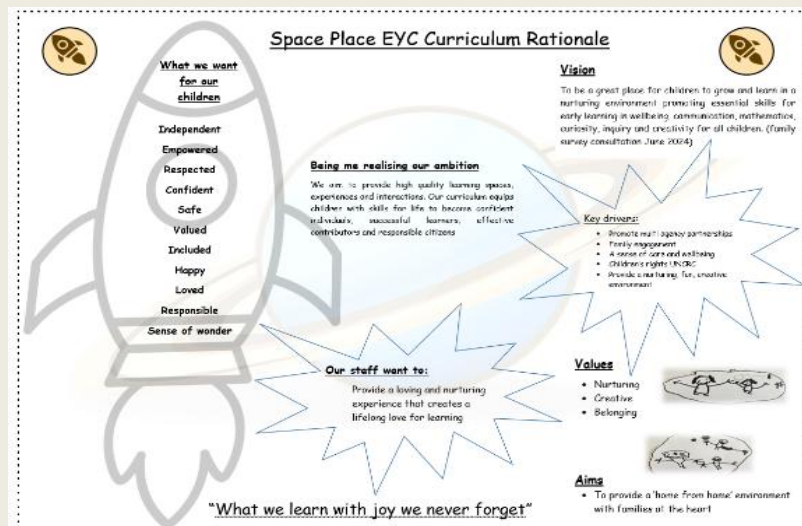 Space Place EYC Curriculum Rationale
What we want
for our
children
Independent
Empowered
Respected
Confident
Safe
Valued
Included
Happy
Loved
Responsible
Sense of wonder
Being me realising our ambition
We aim to provide high quality learning spaces,
experiences and interactions. Our curriculum equips
children with skills for life to become confident
individuals, successful learners, effective
contributors and responsible citizens
Vision
To be a great place for children to grow and learn in a
nurturing environment promoting essential skills for
early learning in wellbeing, communication, mathematics,
curiosity, inquiry and creativity for all children. (family
survey consultation June 2024)
Key drivers:
• Promote multi agency partnerships
• Family engagement
• A sense of care and wellbeing
• Children's rights UNCRC
• Provide a nurturing, fun, creative
environment
Our staff want to:
Provide a loving and nurturing
experience that creates a
lifelong love for learning
Values
• Nurturing
• Creative
• Belonging
Aims
• To provide a 'home from home' environment
with families at the heart
"What we learn with joy we never forget"